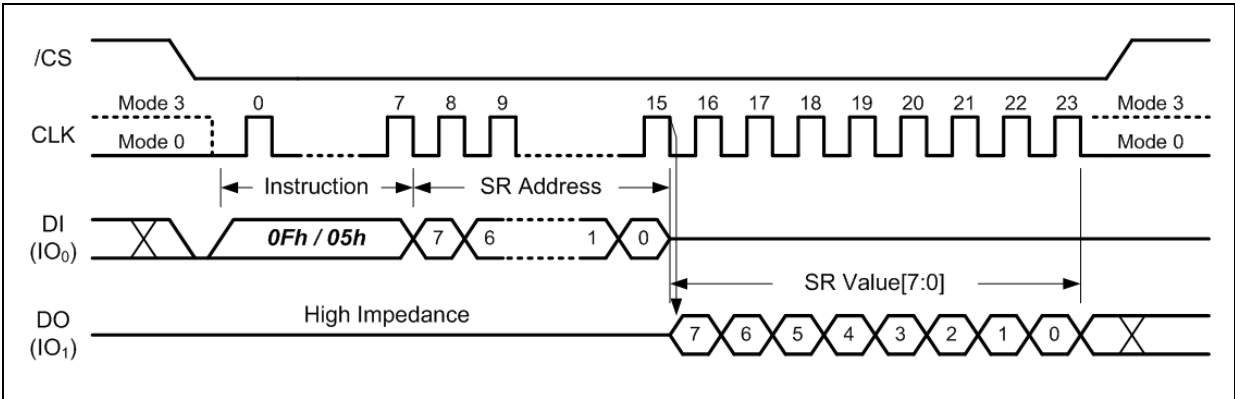 /CS
Mode 3 0 7 8 9 15 16 17 18 19 20 21 22 23 Mode 3
CLK
Mode 0 Mode 0
Instruction SR Address
DI
(IO₀)
0Fh / 05h 7 6 1 0
SR Value[7:0]
High Impedance
DO
(IO₁)
7 6 5 4 3 2 1 0